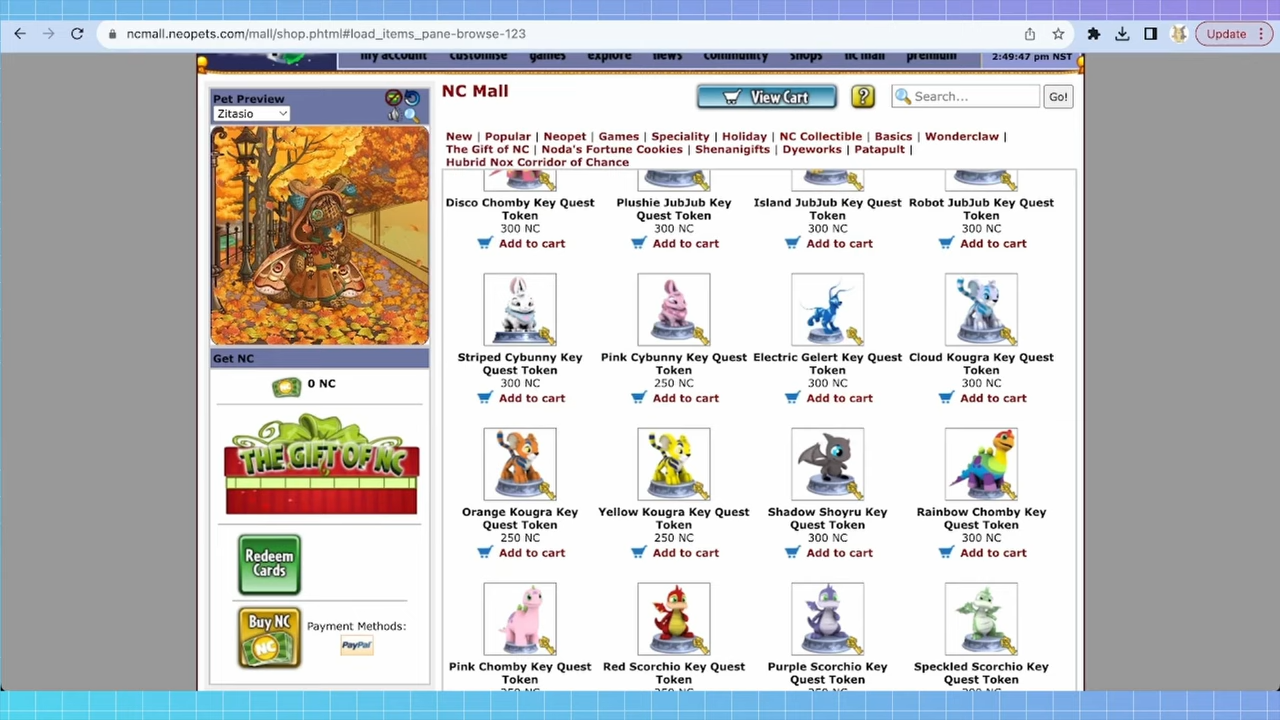 ncmall.neopets.com/mall/shop.phtml#load_items_pane-browse-123
Update
my account customise games explore news community shops nc mall premium
2:49:47 pm NST
Pet Preview
Zitasio
NC Mall
View Cart
?
Search...
Go!
New | Popular | Neopet | Games | Speciality | Holiday | NC Collectible | Basics | Wonderclaw |
The Gift of NC | Noda's Fortune Cookies | Shenanigifts | Dyeworks | Patapult |
Hubrid Nox Corridor of Chance
Disco Chomby Key Quest Token
300 NC
Add to cart
Plushie JubJub Key Quest Token
300 NC
Add to cart
Island JubJub Key Quest Token
300 NC
Add to cart
Robot JubJub Key Quest Token
300 NC
Add to cart
Striped Cybunny Key Quest Token
300 NC
Add to cart
Pink Cybunny Key Quest Token
250 NC
Add to cart
Electric Gelert Key Quest Token
300 NC
Add to cart
Cloud Kougra Key Quest Token
300 NC
Add to cart
Orange Kougra Key Quest Token
250 NC
Add to cart
Yellow Kougra Key Quest Token
250 NC
Add to cart
Shadow Shoyru Key Quest Token
300 NC
Add to cart
Rainbow Chomby Key Quest Token
300 NC
Add to cart
Pink Chomby Key Quest Token
Red Scorchio Key Quest Token
Purple Scorchio Key Quest Token
Speckled Scorchio Key Quest Token
Get NC
NC
0 NC
THE GIFT OF NC
Redeem
Cards
Buy NC
NC
Payment Methods:
PayPal